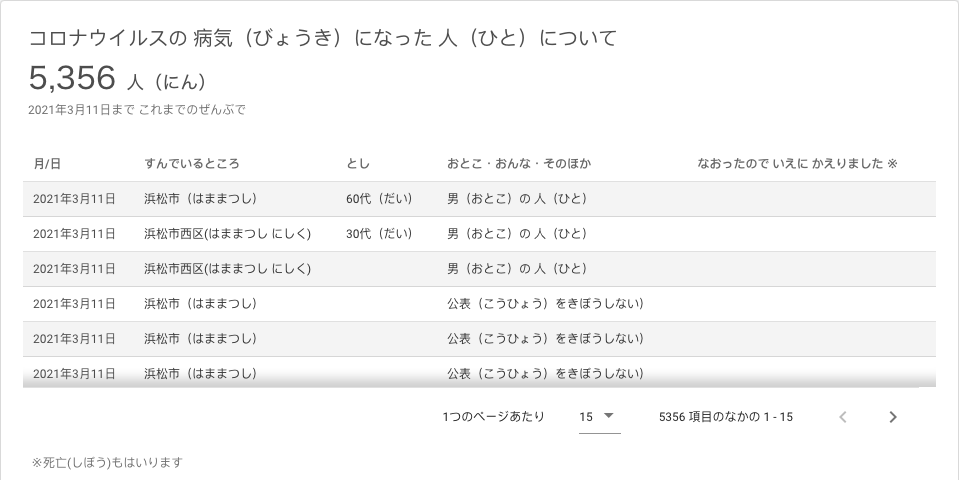 コロナウイルスの 病気（びょうき）になった 人（ひと）について
5,356 人（にん）
2021年3月11日まで これまでのぜんぶで
月/日 すんでいるところ とし おとこ・おんな・そのほか なおったので いえに かえりました ※
2021年3月11日 浜松市（はままつし） 60代（だい） 男（おとこ）の 人（ひと）
2021年3月11日 浜松市西区(はままつし にしく) 30代（だい） 男（おとこ）の 人（ひと）
2021年3月11日 浜松市西区(はままつし にしく) 男（おとこ）の 人（ひと）
2021年3月11日 浜松市（はままつし） 公表（こうひょう）をきぼうしない）
2021年3月11日 浜松市（はままつし） 公表（こうひょう）をきぼうしない）
2021年3月11日 浜松市（はままつし） 公表（こうひょう）をきぼうしない）
1つのページあたり 15 5356 項目のなかの 1 - 15
※死亡(しぼう)もはいります